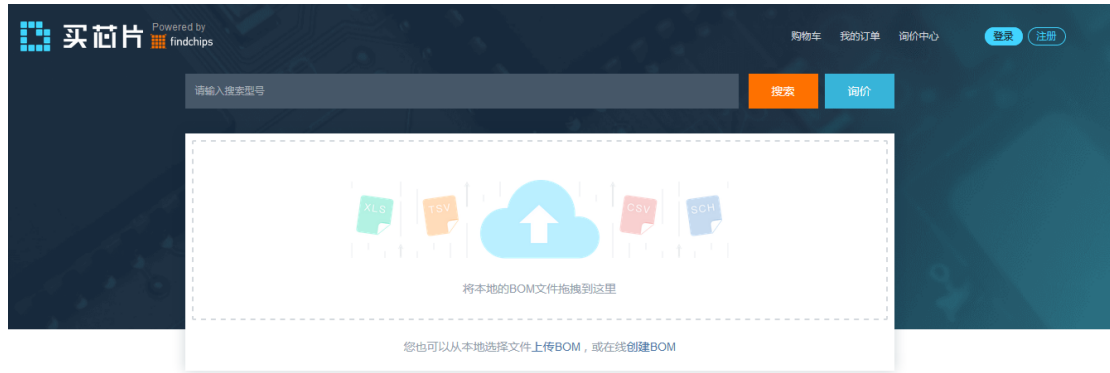 买芯片
Powered by
findchips
购物车 我的订单 询价中心 登录 注册
请输入搜索型号 搜索 询价
XLS TSV CSV SCH
将本地的BOM文件拖拽到这里
您也可以从本地选择文件上传BOM，或在线创建BOM